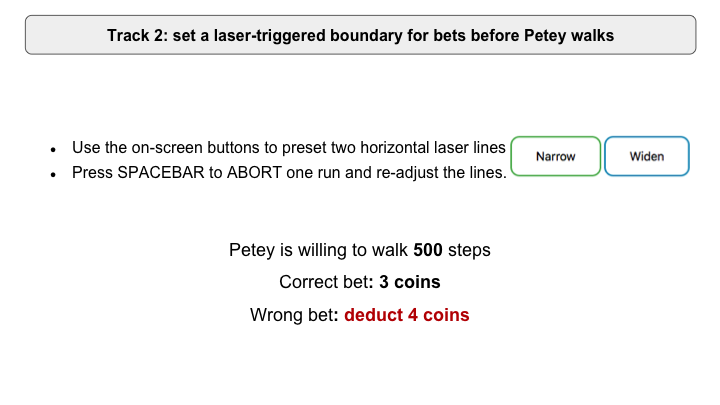 Track 2: set a laser-triggered boundary for bets before Petey walks
• Use the on-screen buttons to preset two horizontal laser lines
Narrow
Widen
• Press SPACEBAR to ABORT one run and re-adjust the lines.
Petey is willing to walk 500 steps
Correct bet: 3 coins
Wrong bet: deduct 4 coins